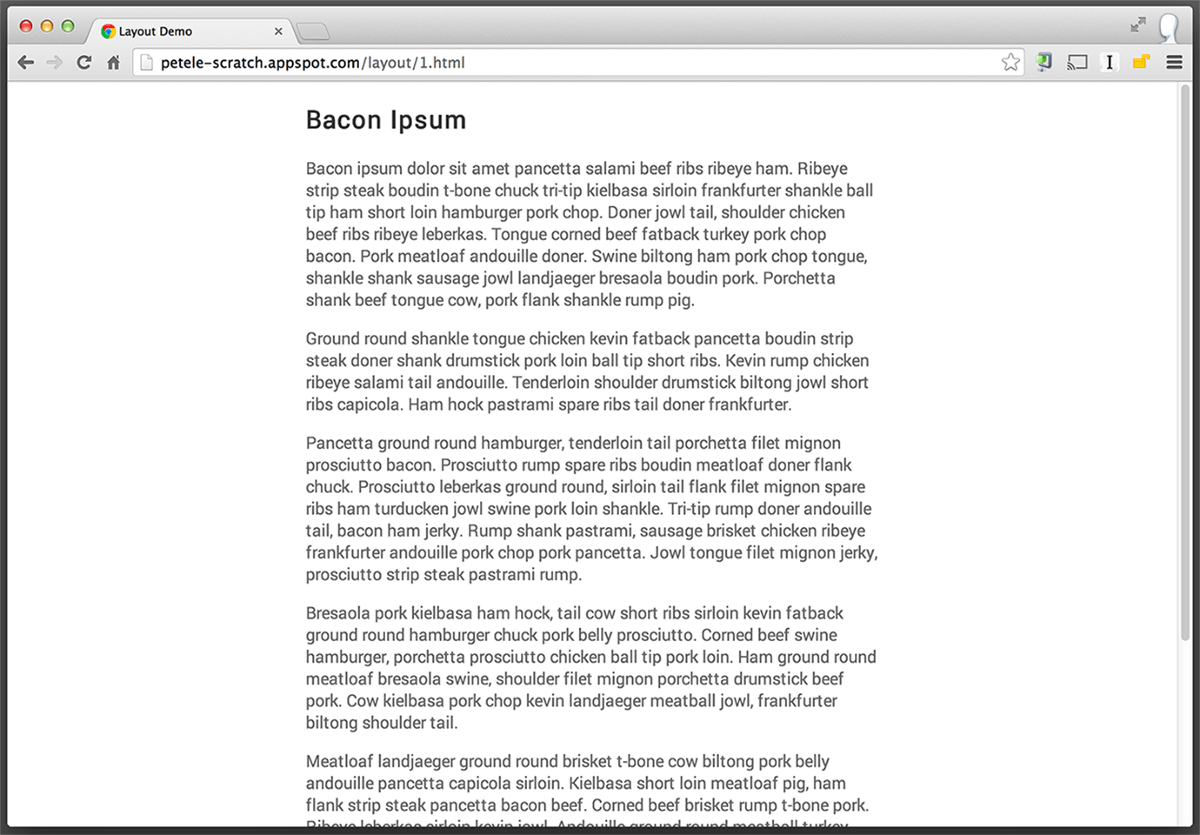 Layout Demo
petele-scratch.appspot.com/layout/1.html
Bacon Ipsum
Bacon ipsum dolor sit amet pancetta salami beef ribs ribeye ham. Ribeye
strip steak boudin t-bone chuck tri-tip kielbasa sirloin frankfurter shankle ball
tip ham short loin hamburger pork chop. Doner jowl tail, shoulder chicken
beef ribs ribeye leberkas. Tongue corned beef fatback turkey pork chop
bacon. Pork meatloaf andouille doner. Swine biltong ham pork chop tongue,
shankle shank sausage jowl landjaeger bresaola boudin pork. Porchetta
shank beef tongue cow, pork flank shankle rump pig.
Ground round shankle tongue chicken kevin fatback pancetta boudin strip
steak doner shank drumstick pork loin ball tip short ribs. Kevin rump chicken
ribeye salami tail andouille. Tenderloin shoulder drumstick biltong jowl short
ribs capicola. Ham hock pastrami spare ribs tail doner frankfurter.
Pancetta ground round hamburger, tenderloin tail porchetta filet mignon
prosciutto bacon. Prosciutto rump spare ribs boudin meatloaf doner flank
chuck. Prosciutto leberkas ground round, sirloin tail flank filet mignon spare
ribs ham turducken jowl swine pork loin shankle. Tri-tip rump doner andouille
tail, bacon ham jerky. Rump shank pastrami, sausage brisket chicken ribeye
frankfurter andouille pork chop pork pancetta. Jowl tongue filet mignon jerky,
prosciutto strip steak pastrami rump.
Bresaola pork kielbasa ham hock, tail cow short ribs sirloin kevin fatback
ground round hamburger chuck pork belly prosciutto. Corned beef swine
hamburger, porchetta prosciutto chicken ball tip pork loin. Ham ground round
meatloaf bresaola swine, shoulder filet mignon porchetta drumstick beef
pork. Cow kielbasa pork chop kevin landjaeger meatball jowl, frankfurter
biltong shoulder tail.
Meatloaf landjaeger ground round brisket t-bone cow biltong pork belly
andouille pancetta capicola sirloin. Kielbasa short loin meatloaf pig, ham
flank strip steak pancetta bacon beef. Corned beef brisket rump t-bone pork.
Ribeye leberkas sirloin kevin jowl. Andouille ground round meatball turkey